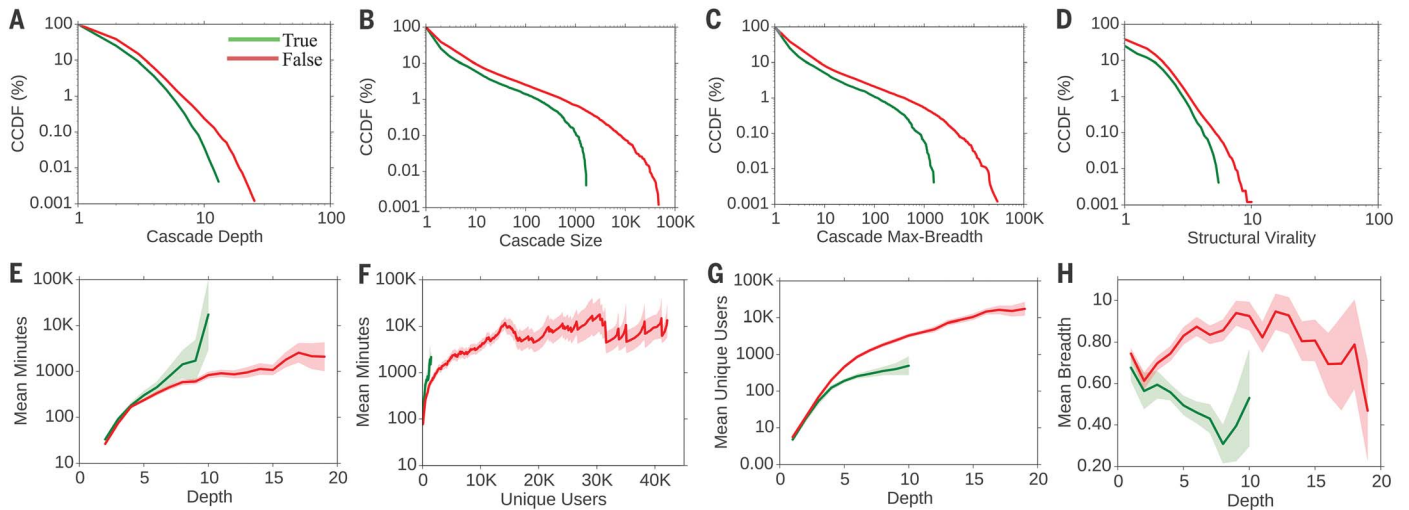 A
CCDF (%)
100
10
1
0.10
0.01
0.001
1
10
100
Cascade Depth
True
False
B
CCDF (%)
100
10
1
0.10
0.01
0.001
1
10
100
1000
10K
100K
Cascade Size
C
CCDF (%)
100
10
1
0.10
0.01
0.001
1
10
100
1000
10K
100K
Cascade Max-Breadth
D
CCDF (%)
100
10
1
0.10
0.01
0.001
1
10
100
Structural Virality
E
Mean Minutes
100K
10K
1000
100
10
0
5
10
15
20
Depth
F
Mean Minutes
100K
10K
1000
100
10
0
10K
20K
30K
40K
Unique Users
G
Mean Unique Users
100K
10K
1000
100
10
0.00
0
5
10
15
20
Depth
H
Mean Breadth
10
0.80
0.60
0.40
0.20
0
5
10
15
20
Depth